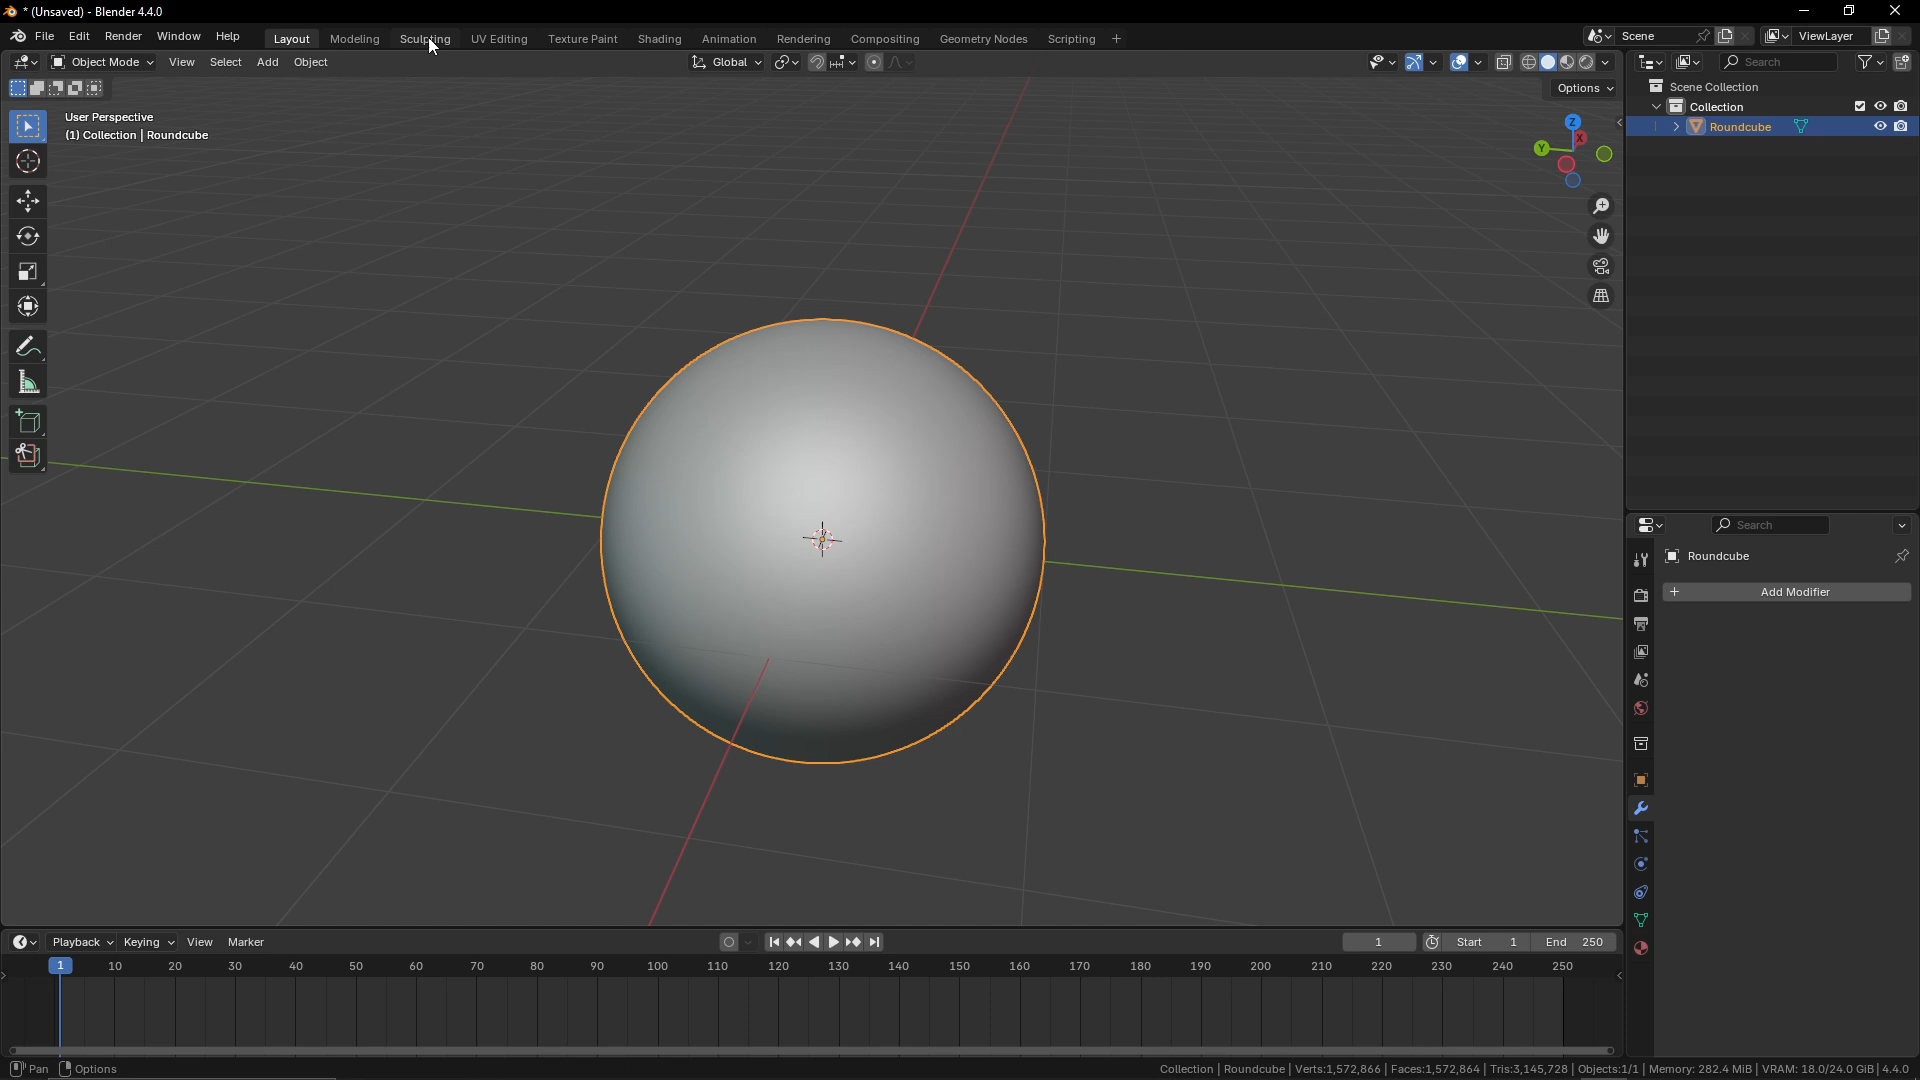 * (Unsaved) - Blender 4.4.0
File Edit Render Window Help Layout Modeling Sculpting UV Editing Texture Paint Shading Animation Rendering Compositing Geometry Nodes Scripting + Scene ViewLayer
Object Mode View Select Add Object Global Search
Options
Scene Collection
Collection
Roundcube
User Perspective
(1) Collection | Roundcube
Z
X
Y
Search
Roundcube
+ Add Modifier
Playback Keying View Marker 1 Start 1 End 250
1 10 20 30 40 50 60 70 80 90 100 110 120 130 140 150 160 170 180 190 200 210 220 230 240 250
Pan Options Collection | Roundcube | Verts:1,572,866 | Faces:1,572,864 | Tris:3,145,728 | Objects:1/1 | Memory: 282.4 MiB | VRAM: 18.0/24.0 GiB | 4.4.0